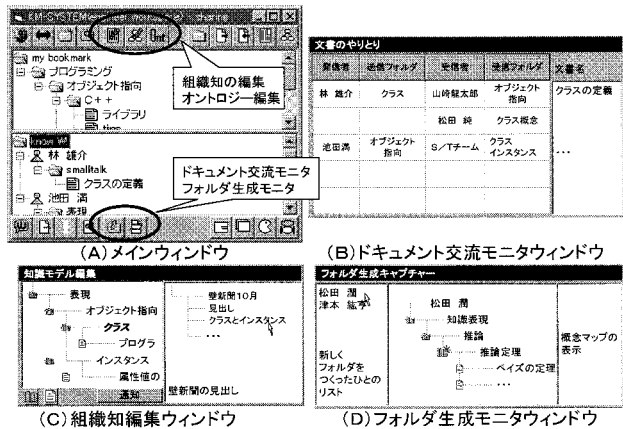 my bookmark
プログラミング
オブジェクト指向
C++
ライブラリ
tips
組織知の編集
オントロジー編集
林 雄介
smalltalk
クラスの定義
池田 満
表現
ドキュメント交流モニタ
フォルダ生成モニタ
(A)メインウィンドウ
文書のやりとり
発信者 送信フォルダ 受信者 受信フォルダ 文書名
林 雄介 クラス 山崎龍太郎 オブジェクト指向 クラスの定義
松田 純 クラス概念
池田満 オブジェクト指向 S/Tチーム クラスインスタンス ...
(B)ドキュメント交流モニタウィンドウ
知識モデル編集
表現
オブジェクト指向
クラス
プログラ
インスタンス
属性値の
通知
壁新聞10月
見出し
クラスとインスタンス
...
壁新聞の見出し
(C)組織知編集ウィンドウ
フォルダ生成キャプチャー
松田 潤
津本 紘亨
新しく
フォルダを
つくったひとの
リスト
松田 潤
知識表現
推論
推論定理
ベイズの定理
...
概念マップの
表示
(D)フォルダ生成モニタウィンドウ